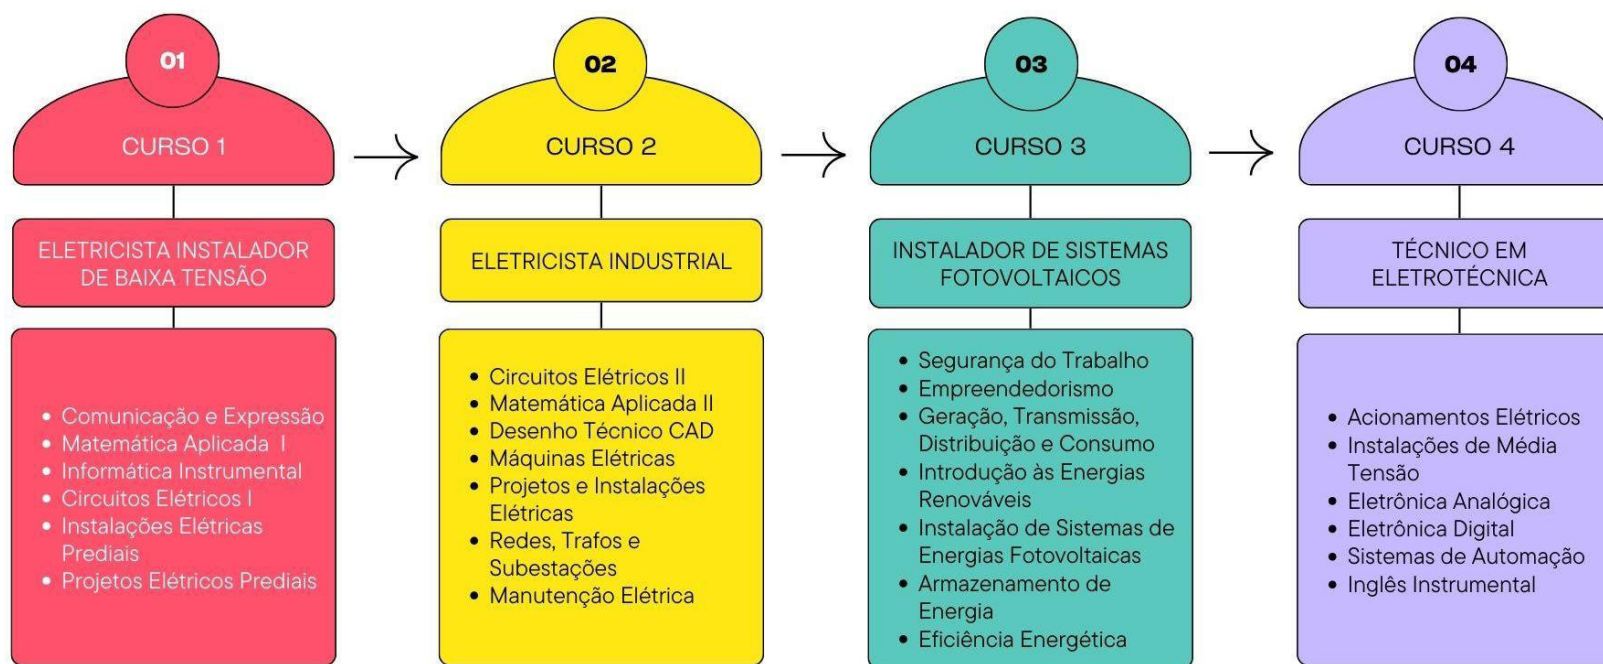 01
CURSO 1
ELETRICISTA INSTALADOR
DE BAIXA TENSÃO
• Comunicação e Expressão
• Matemática Aplicada I
• Informática Instrumental
• Circuitos Elétricos I
• Instalações Elétricas
Prediais
• Projetos Elétricos Prediais
02
CURSO 2
ELETRICISTA INDUSTRIAL
• Circuitos Elétricos II
• Matemática Aplicada II
• Desenho Técnico CAD
• Máquinas Elétricas
• Projetos e Instalações
Elétricas
• Redes, Trafos e
Subestações
• Manutenção Elétrica
03
CURSO 3
INSTALADOR DE SISTEMAS
FOTOVOLTAICOS
• Segurança do Trabalho
• Empreendedorismo
• Geração, Transmissão,
Distribuição e Consumo
• Introdução às Energias
Renováveis
• Instalação de Sistemas de
Energias Fotovoltaicas
• Armazenamento de
Energia
• Eficiência Energética
04
CURSO 4
TÉCNICO EM
ELETROTÉCNICA
• Acionamentos Elétricos
• Instalações de Média
Tensão
• Eletrônica Analógica
• Eletrônica Digital
• Sistemas de Automação
• Inglês Instrumental